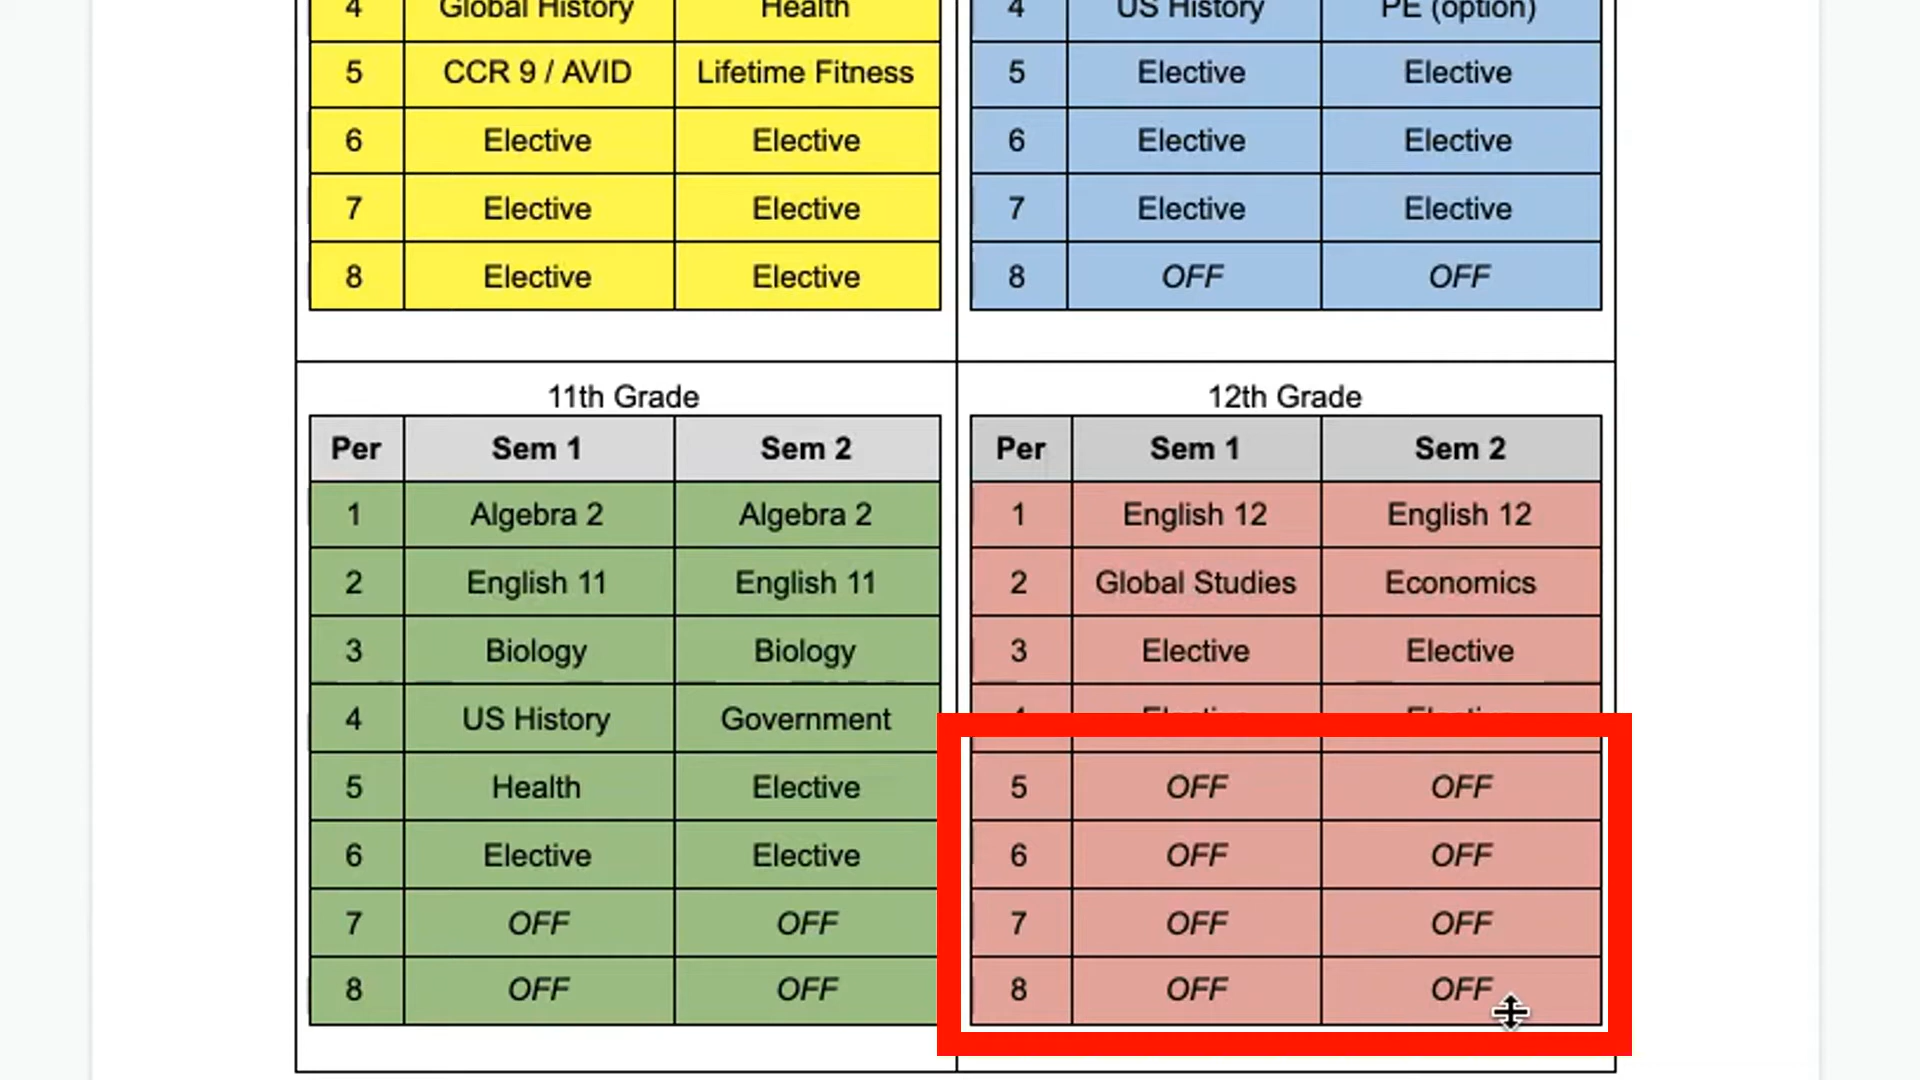 4 Global History Health
5 CCR 9 / AVID Lifetime Fitness
6 Elective Elective
7 Elective Elective
8 Elective Elective
4 US History PE (option)
5 Elective Elective
6 Elective Elective
7 Elective Elective
8 OFF OFF
11th Grade
Per Sem 1 Sem 2
1 Algebra 2 Algebra 2
2 English 11 English 11
3 Biology Biology
4 US History Government
5 Health Elective
6 Elective Elective
7 OFF OFF
8 OFF OFF
12th Grade
Per Sem 1 Sem 2
1 English 12 English 12
2 Global Studies Economics
3 Elective Elective
4 Elective Elective
5 OFF OFF
6 OFF OFF
7 OFF OFF
8 OFF OFF